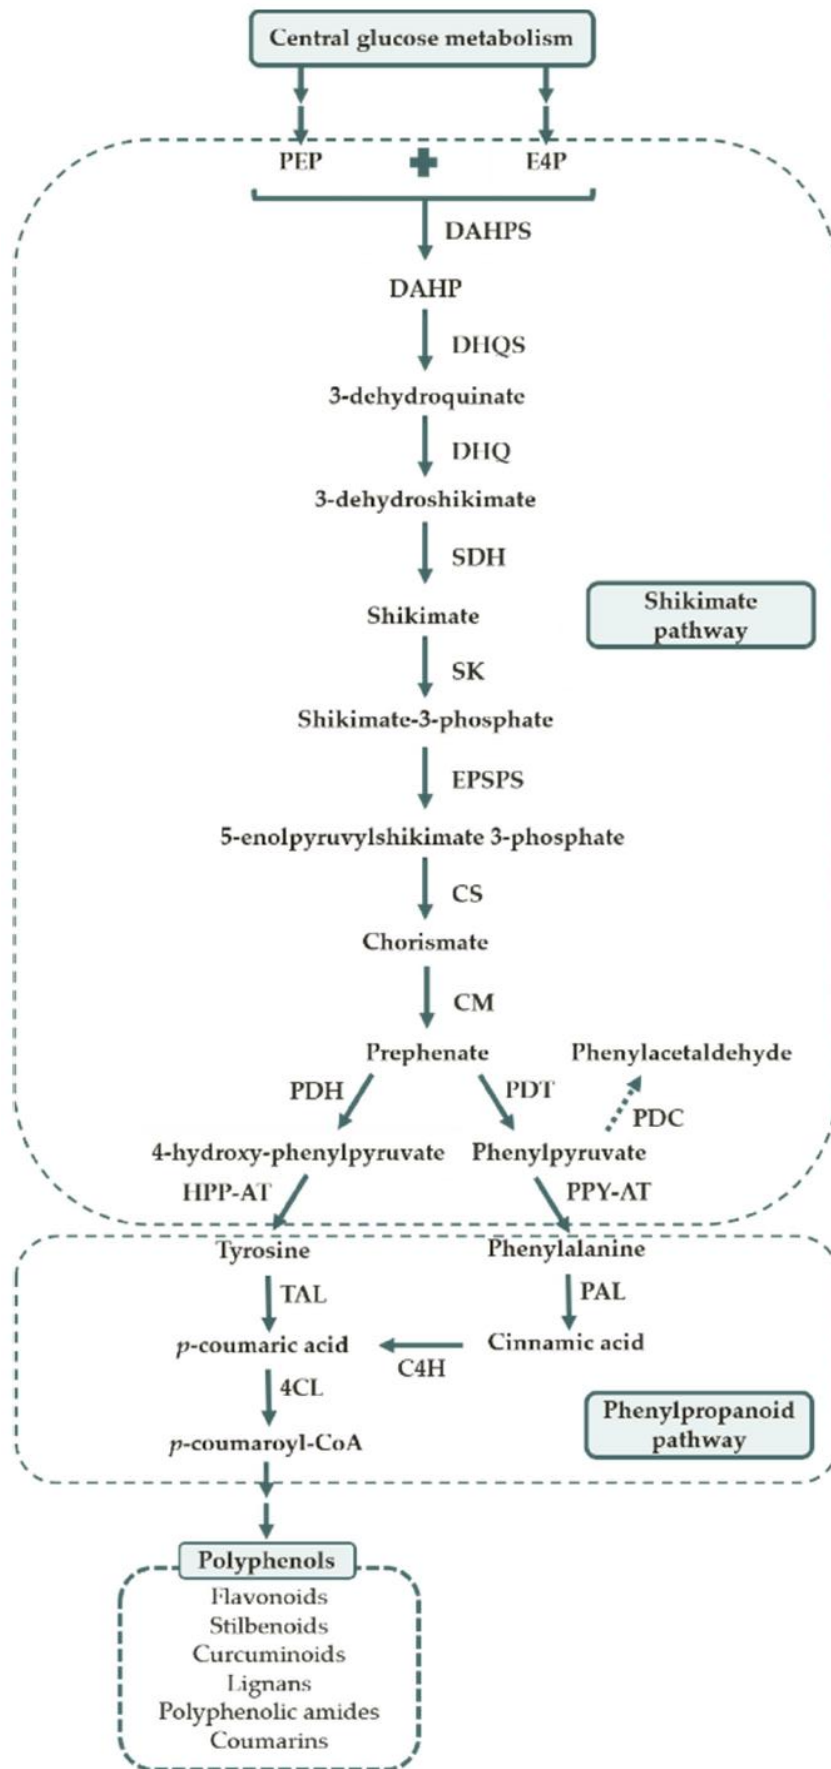 Central glucose metabolism
PEP
E4P
DAHPS
DAHP
DHQS
3-dehydroquinate
DHQ
3-dehydroshikimate
SDH
Shikimate
Shikimate
pathway
SK
Shikimate-3-phosphate
EPSPS
5-enolpyruvylshikimate 3-phosphate
CS
Chorismate
CM
Prephenate
Phenylacetaldehyde
PDH
PDT
PDC
4-hydroxy-phenylpyruvate
Phenylpyruvate
HPP-AT
PPY-AT
Tyrosine
Phenylalanine
TAL
PAL
p-coumaric acid
Cinnamic acid
C4H
4CL
Phenylpropanoid
pathway
p-coumaroyl-CoA
Polyphenols
Flavonoids
Stilbenoids
Curcuminoids
Lignans
Polyphenolic amides
Coumarins